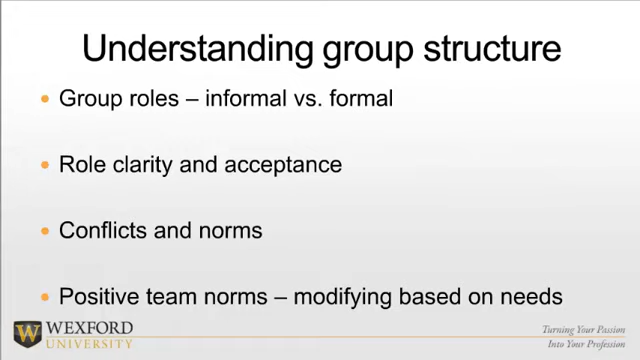 Understanding group structure
• Group roles – informal vs. formal
• Role clarity and acceptance
• Conflicts and norms
• Positive team norms – modifying based on needs
W WEXFORD
UNIVERSITY
Turning Your Passion
Into Your Profession